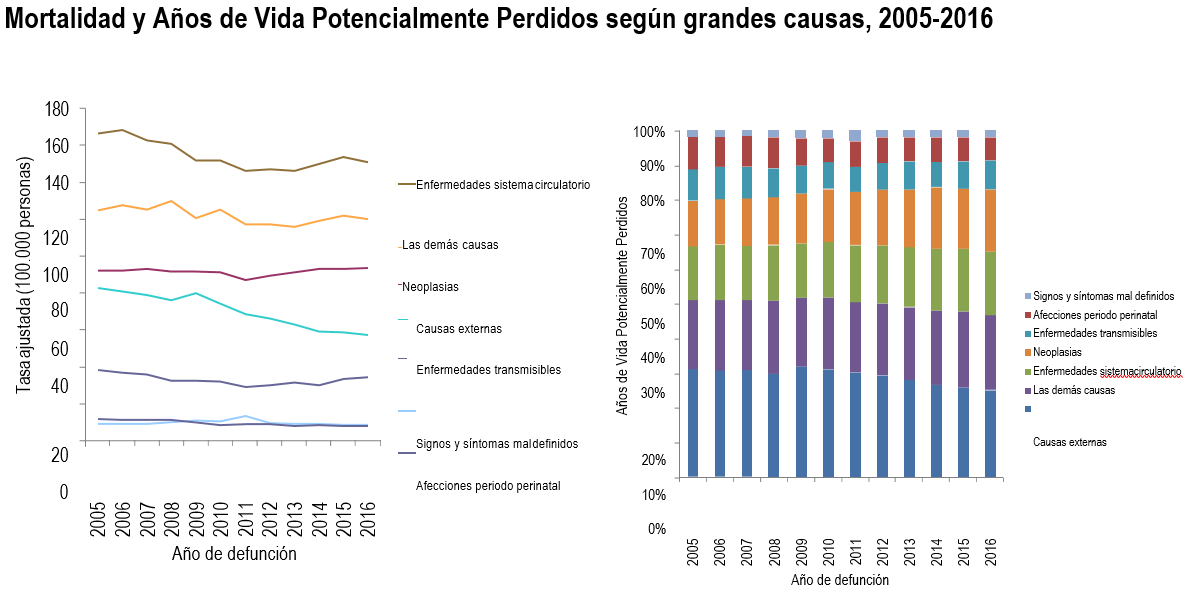 Mortalidad y Años de Vida Potencialmente Perdidos según grandes causas, 2005-2016
Tasa ajustada (100.000 personas)
180
160
140
120
100
80
60
40
20
0
2005
2006
2007
2008
2009
2010
2011
2012
2013
2014
2015
2016
Año de defunción
Enfermedades sistema circulatorio
Las demás causas
Neoplasias
Causas externas
Enfermedades transmisibles
Signos y síntomas mal definidos
Afecciones periodo perinatal
Años de Vida Potencialmente Perdidos
100%
90%
80%
70%
60%
50%
40%
30%
20%
10%
0%
2005
2006
2007
2008
2009
2010
2011
2012
2013
2014
2015
2016
Año de defunción
Signos y síntomas mal definidos
Afecciones periodo perinatal
Enfermedades transmisibles
Neoplasias
Enfermedades sistemacirculatorio
Las demás causas
Causas externas